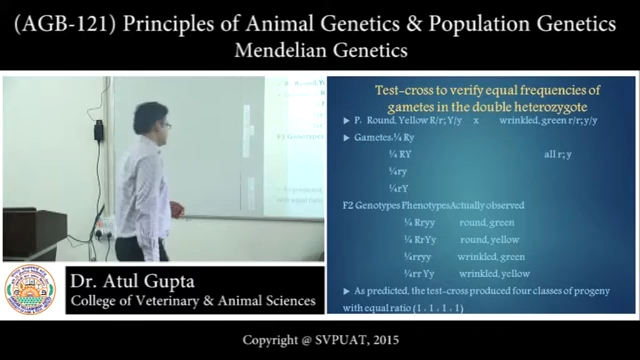 (AGB-121) Principles of Animal Genetics & Population Genetics
Mendelian Genetics
Test-cross to verify equal frequencies of
gametes in the double heterozygote
P. Round, Yellow R/r; Y/y x wrinkled, green r/r; y/y
Gametes.¼ Ry
¼ RY all r; y
¼ry
¼rY
F2 Genotypes PhenotypesActually observed
¼ Rryy round, green
¼ RrYy round, yellow
¼rryy wrinkled, green
¼rr Yy wrinkled, yellow
As predicted, the test-cross produced four classes of progeny
with equal ratio (1 : 1 : 1 : 1)
Dr. Atul Gupta
College of Veterinary & Animal Sciences
Copyright @ SVPUAT, 2015